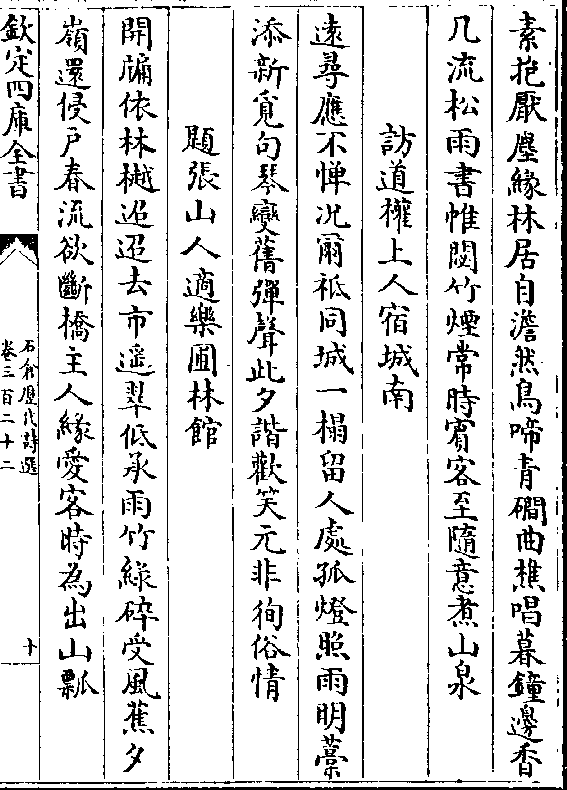 素抱厭塵緣林居自澹然鳥啼青磵曲樵唱暮鐘邊香
几流松雨書帷閟竹煙常時賓客至隨意煮山泉
訪道權上人宿城南
遠尋應不憚况爾祗同城一榻留人處孤燈照雨明藁
添新覓句琴變舊彈聲此夕諧歡笑元非徇俗情
題張山人適樂圃林館
開牖依林樾迢迢去市遥翠低承雨竹緑碎受風蕉夕
嶺還侵戸春流欲斷橋主人緣愛客時為出山瓢
欽定四庫全書
石倉歷代詩選
卷三百二十二
十